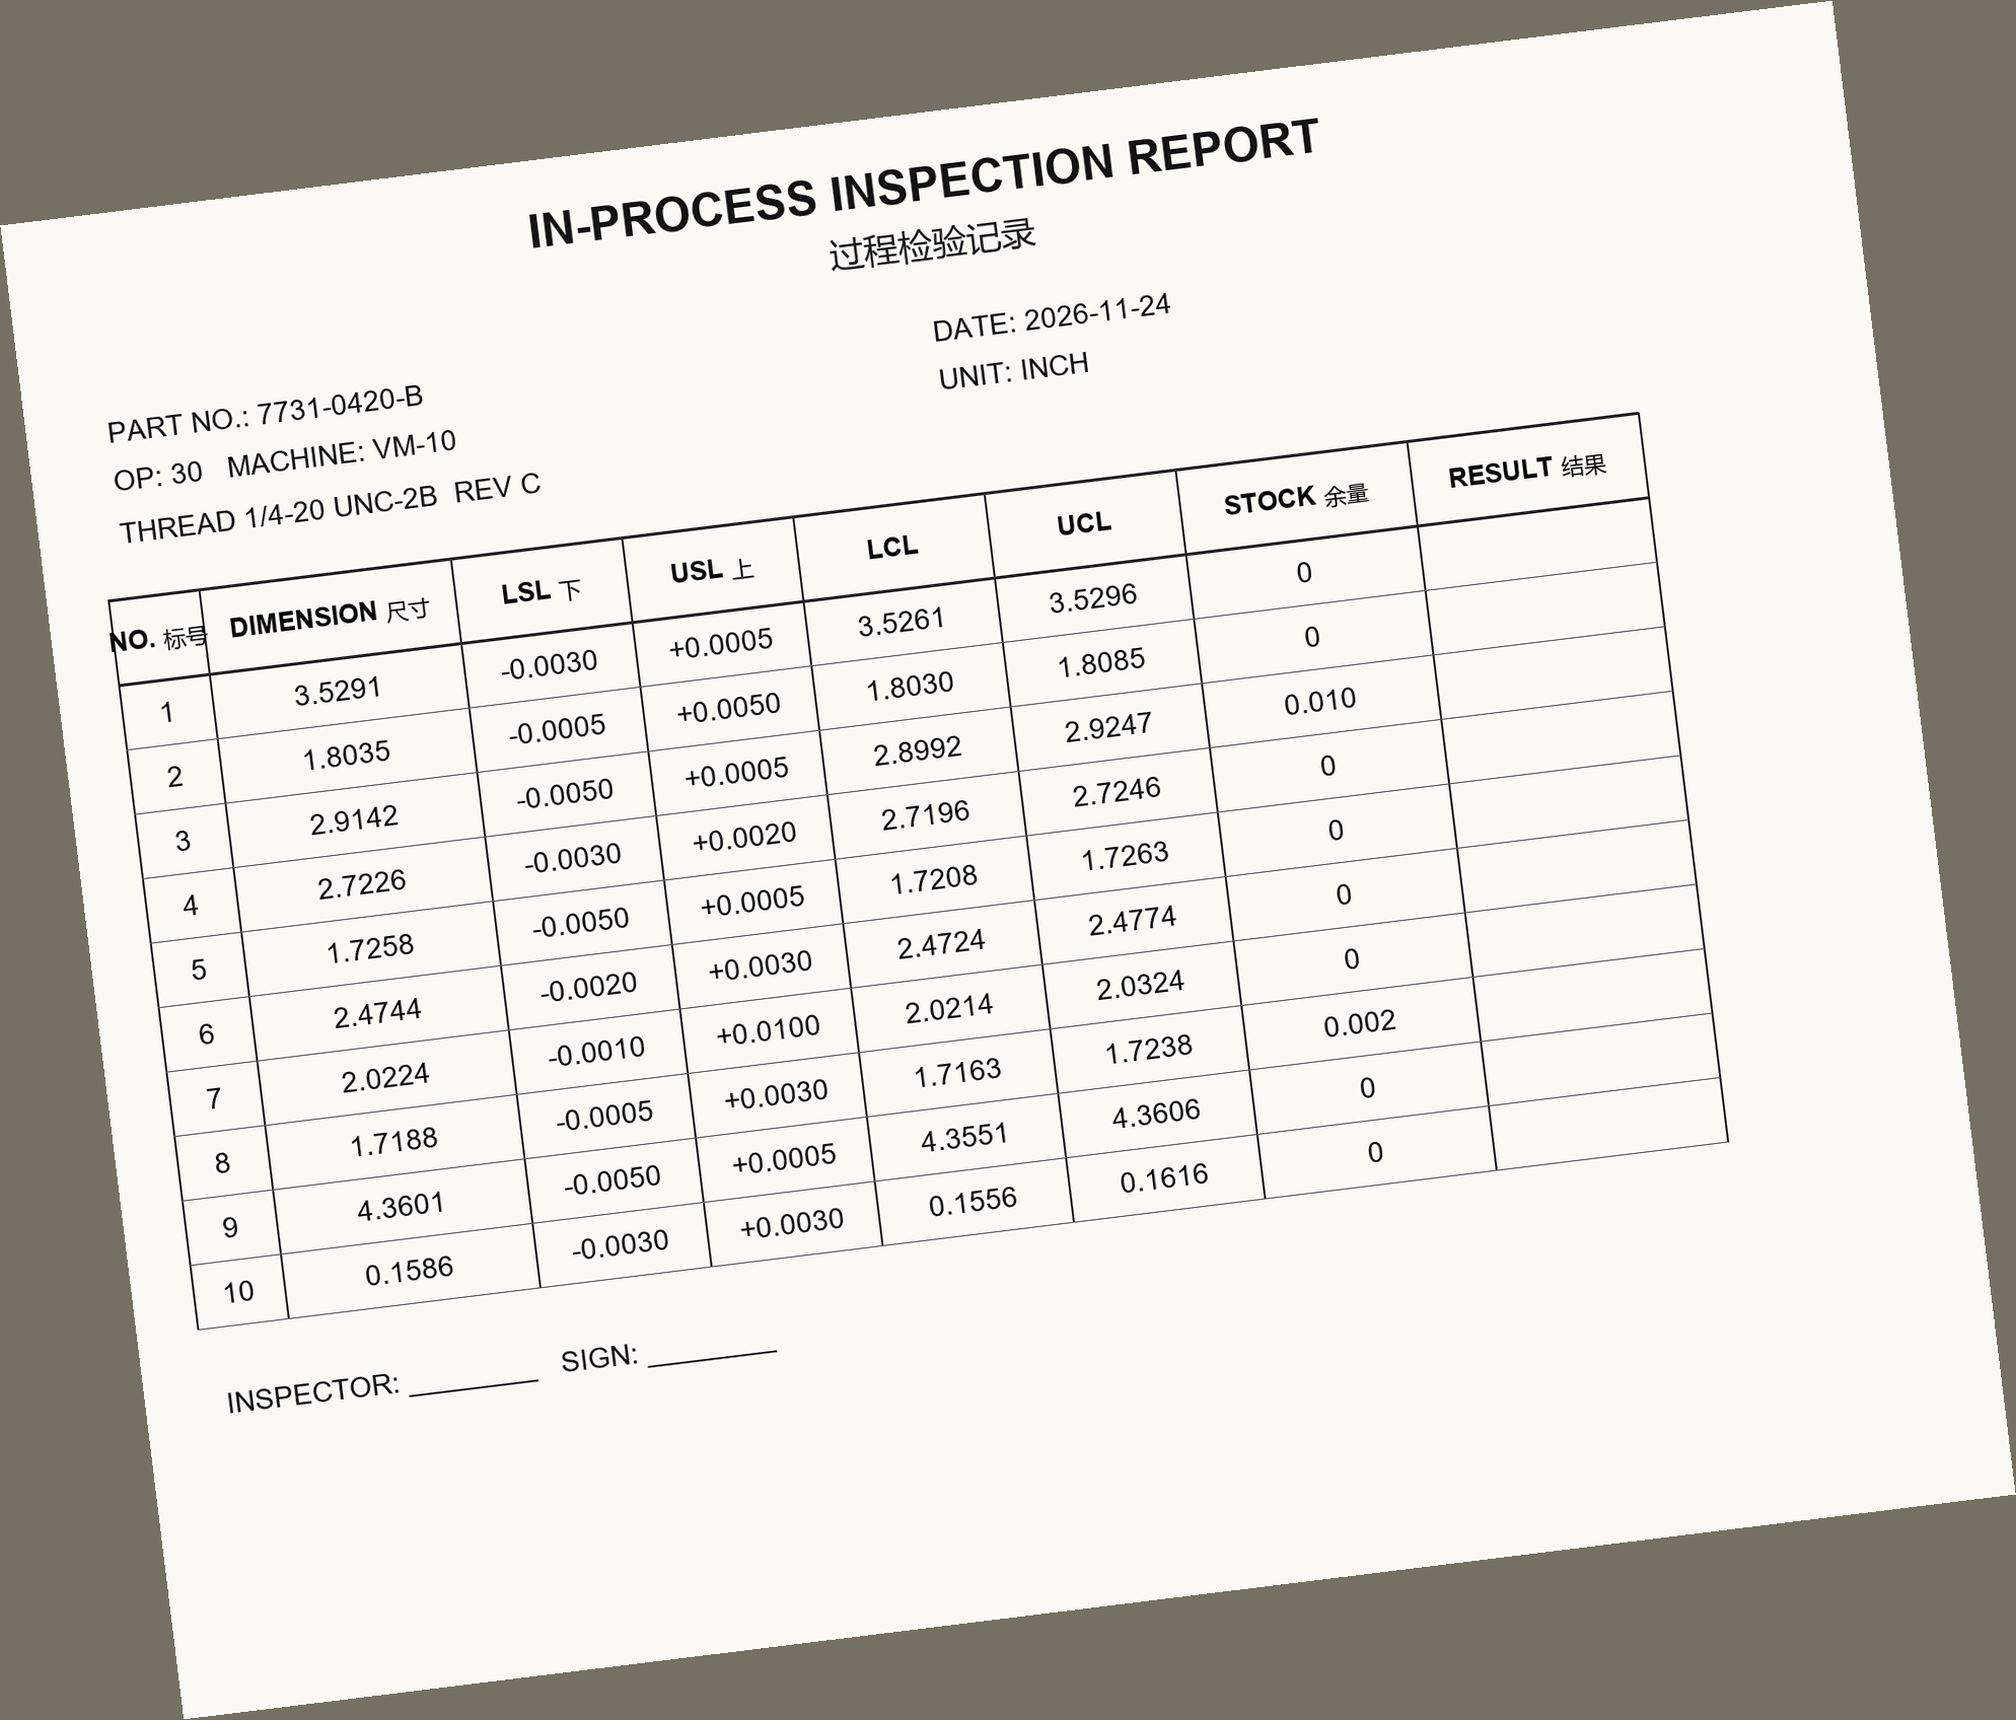 IN-PROCESS INSPECTION REPORT
过程检验记录
DATE: 2026-11-24
UNIT: INCH
PART NO.: 7731-0420-B
OP: 30 MACHINE: VM-10
THREAD 1/4-20 UNC-2B REV C
NO. 标号 DIMENSION 尺寸 LSL 下 USL 上 LCL UCL STOCK 余量 RESULT 结果
1 3.5291 -0.0030 +0.0005 3.5261 3.5296 0
2 1.8035 -0.0005 +0.0050 1.8030 1.8085 0
3 2.9142 -0.0050 +0.0005 2.8992 2.9247 0.010
4 2.7226 -0.0030 +0.0020 2.7196 2.7246 0
5 1.7258 -0.0050 +0.0005 1.7208 1.7263 0
6 2.4744 -0.0020 +0.0030 2.4724 2.4774 0
7 2.0224 -0.0010 +0.0100 2.0214 2.0324 0
8 1.7188 -0.0005 +0.0030 1.7163 1.7238 0.002
9 4.3601 -0.0050 +0.0005 4.3551 4.3606 0
10 0.1586 -0.0030 +0.0030 0.1556 0.1616 0
INSPECTOR: ________ SIGN: ________